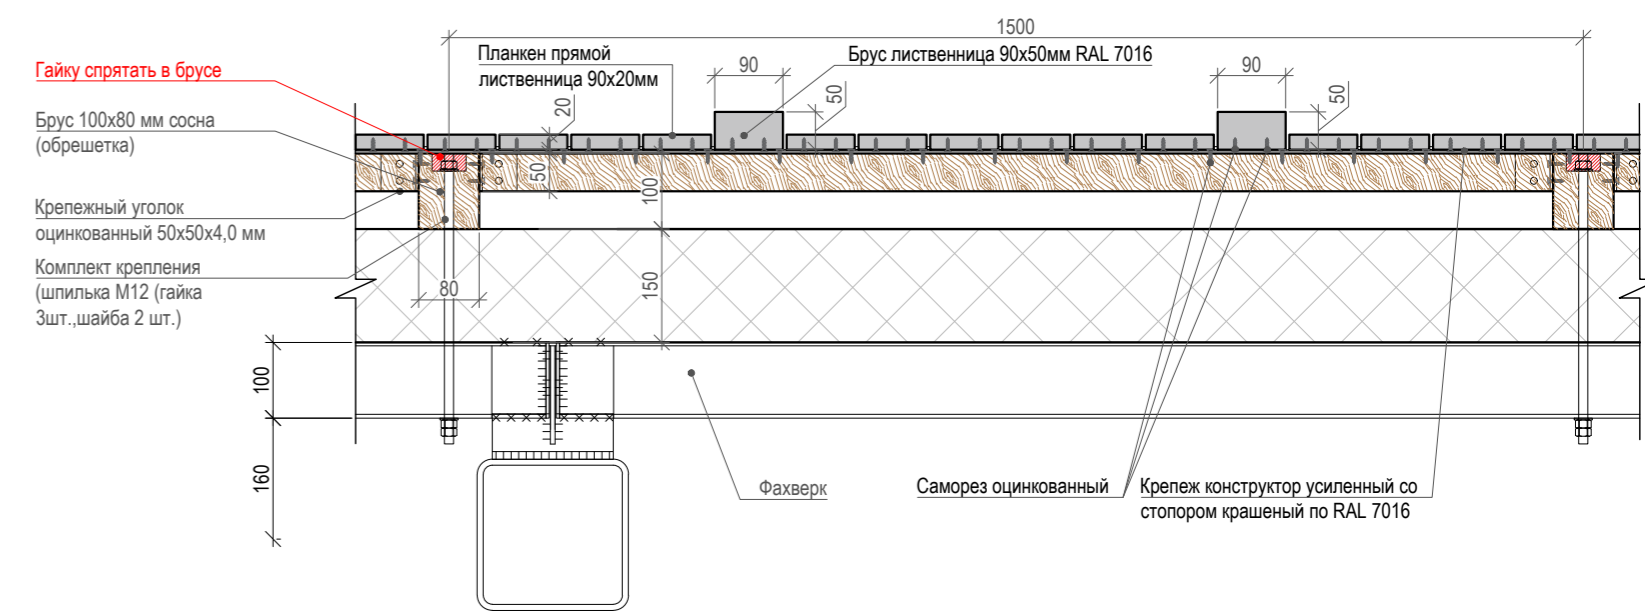 1500
Гайку спрятать в брусе
Планкен прямой
лиственница 90х20мм
Брус лиственница 90х50мм RAL 7016
90
90
20
50
50
Брус 100х80 мм сосна
(обрешетка)
50
100
Крепежный уголок
оцинкованный 50х50х4,0 мм
Комплект крепления
(шпилька М12 (гайка
3шт.,шайба 2 шт.)
80
150
100
160
Фахверк
Саморез оцинкованный
Крепеж конструктор усиленный со
стопором крашеный по RAL 7016